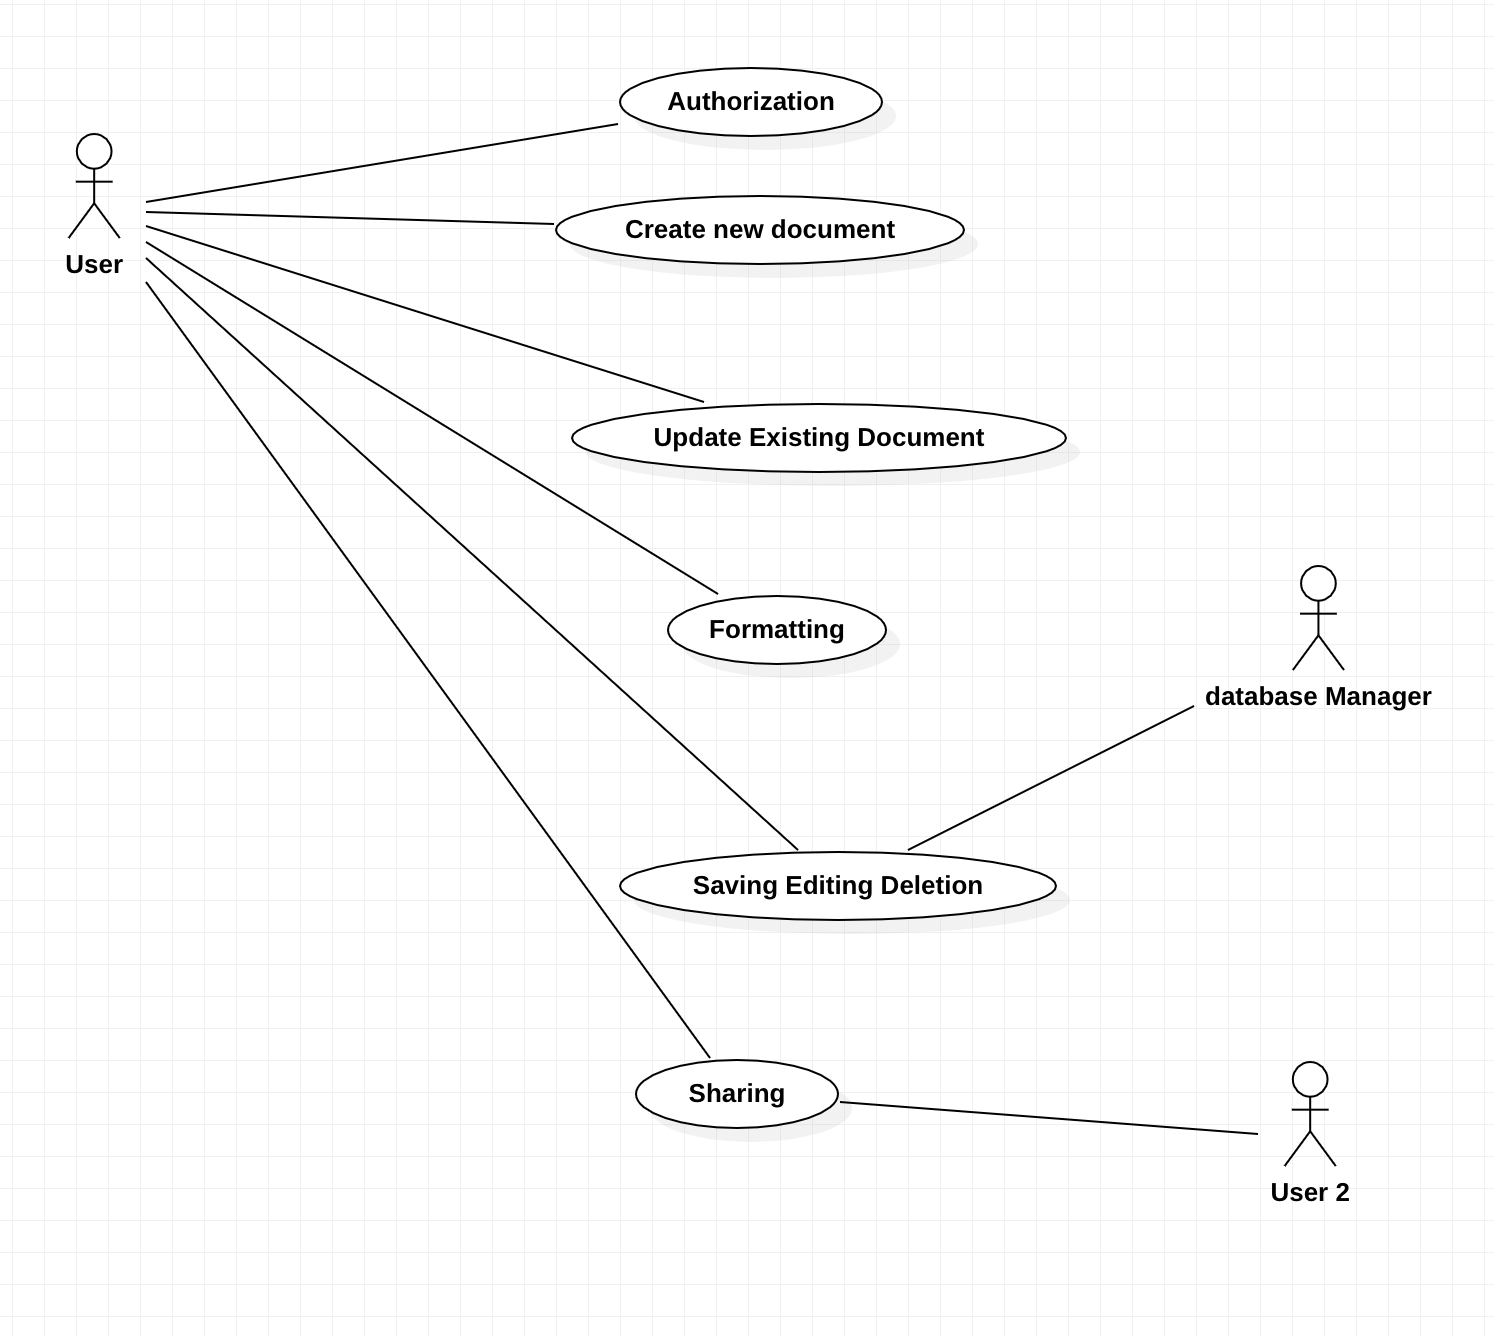 Authorization
User
Create new document
Update Existing Document
Formatting
database Manager
Saving Editing Deletion
Sharing
User 2